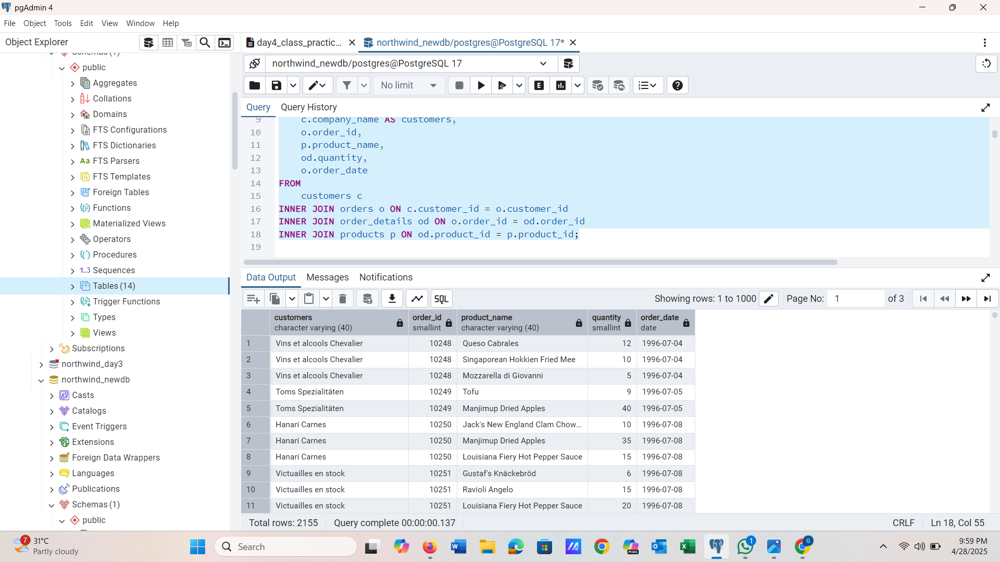 pgAdmin 4
File Object Tools Edit View Window Help
Object Explorer
Schemas (1)
public
Aggregates
Collations
Domains
FTS Configurations
FTS Dictionaries
Aa FTS Parsers
FTS Templates
Foreign Tables
Functions
Materialized Views
Operators
Procedures
1..3 Sequences
Tables (14)
Trigger Functions
Types
Views
Subscriptions
northwind_day3
northwind_newdb
Casts
Catalogs
Event Triggers
Extensions
Foreign Data Wrappers
Languages
Publications
Schemas (1)
public
day4_class_practic... northwind_newdb/postgres@PostgreSQL 17*
northwind_newdb/postgres@PostgreSQL 17
No limit E
Query Query History
9 c.company_name AS customers,
10 o.order_id,
11 p.product_name,
12 od.quantity,
13 o.order_date
14 FROM
15 customers c
16 INNER JOIN orders o ON c.customer_id = o.customer_id
17 INNER JOIN order_details od ON o.order_id = od.order_id
18 INNER JOIN products p ON od.product_id = p.product_id;
19
Data Output Messages Notifications
SQL Showing rows: 1 to 1000 Page No: 1 of 3
customers order_id product_name quantity order_date
character varying (40) smallint character varying (40) smallint date
1 Vins et alcools Chevalier 10248 Queso Cabrales 12 1996-07-04
2 Vins et alcools Chevalier 10248 Singaporean Hokkien Fried Mee 10 1996-07-04
3 Vins et alcools Chevalier 10248 Mozzarella di Giovanni 5 1996-07-04
4 Toms Spezialitäten 10249 Tofu 9 1996-07-05
5 Toms Spezialitäten 10249 Manjimup Dried Apples 40 1996-07-05
6 Hanari Carnes 10250 Jack's New England Clam Chow... 10 1996-07-08
7 Hanari Carnes 10250 Manjimup Dried Apples 35 1996-07-08
8 Hanari Carnes 10250 Louisiana Fiery Hot Pepper Sauce 15 1996-07-08
9 Victuailles en stock 10251 Gustaf's Knäckebröd 6 1996-07-08
10 Victuailles en stock 10251 Ravioli Angelo 15 1996-07-08
11 Victuailles en stock 10251 Louisiana Fiery Hot Pepper Sauce 20 1996-07-08
Total rows: 2155 Query complete 00:00:00.137 CRLF Ln 18, Col 55
7 31°C
Partly cloudy
Search
W
M365
1
G
9:59 PM
4/28/2025